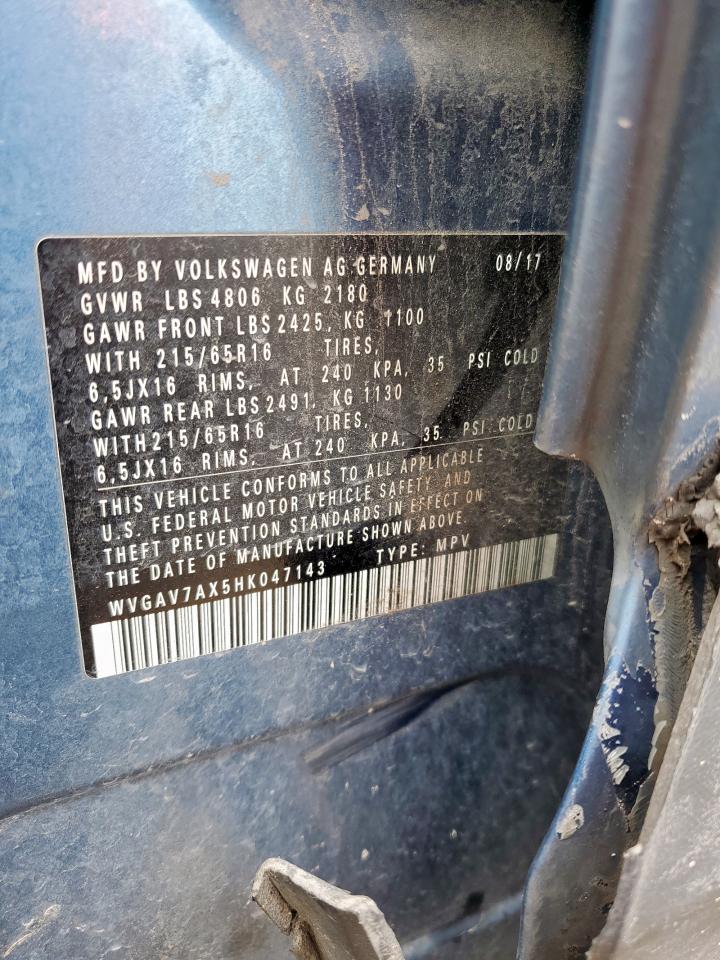 MFD BY VOLKSWAGEN AG GERMANY 08/17
GVWR LBS 4806 KG 2180
GAWR FRONT LBS 2425, KG 1100
WITH 215/65R16 TIRES,
6,5JX16 RIMS, AT 240 KPA, 35 PSI COLD
GAWR REAR LBS 2491, KG 1130
WITH 215/65R16 TIRES,
6,5JX16 RIMS, AT 240 KPA, 35 PSI COLD
THIS VEHICLE CONFORMS TO ALL APPLICABLE
U.S. FEDERAL MOTOR VEHICLE SAFETY AND
THEFT PREVENTION STANDARDS IN EFFECT ON
THE DATE OF MANUFACTURE SHOWN ABOVE.
WVGAV7AX5HK047143 TYPE: MPV